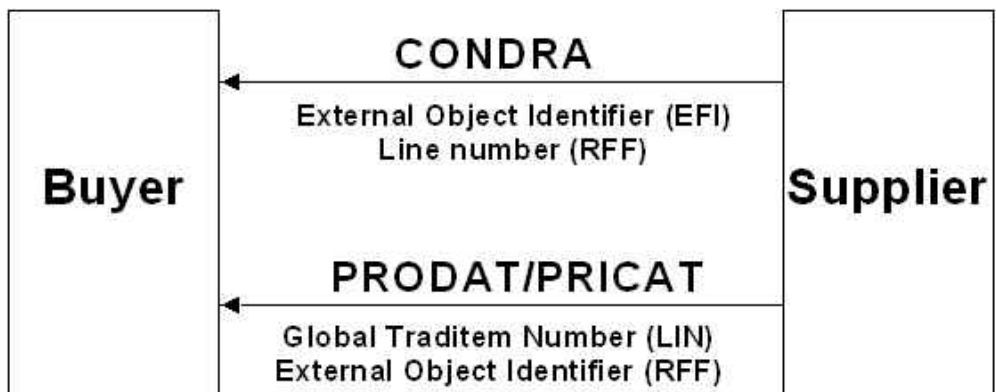 CONDRA
External Object Identifier (EFI)
Line number (RFF)
Buyer
Supplier
PRODAT/PRICAT
Global Traditem Number (LIN)
External Object Identifier (RFF)